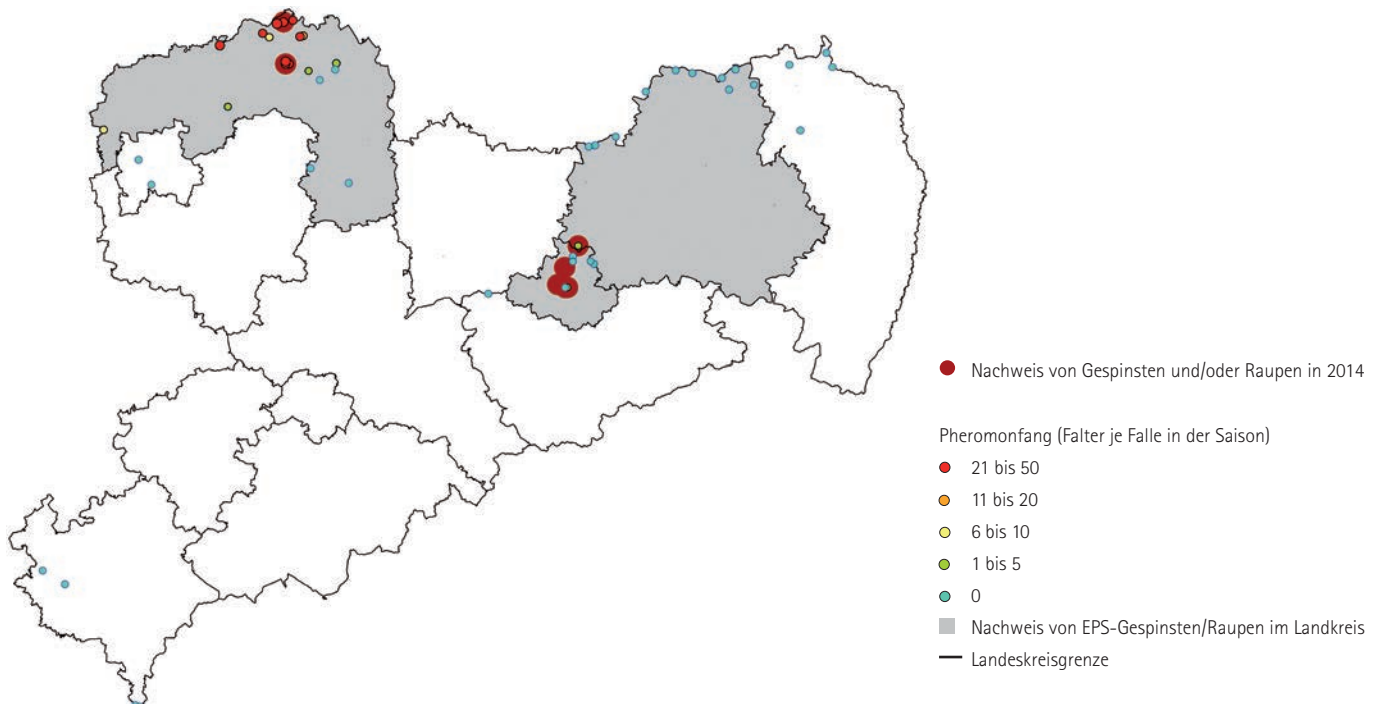 Nachweis von Gespinsten und/oder Raupen in 2014
Pheromonfang (Falter je Falle in der Saison)
21 bis 50
11 bis 20
6 bis 10
1 bis 5
0
Nachweis von EPS-Gespinsten/Raupen im Landkreis
Landeskreisgrenze